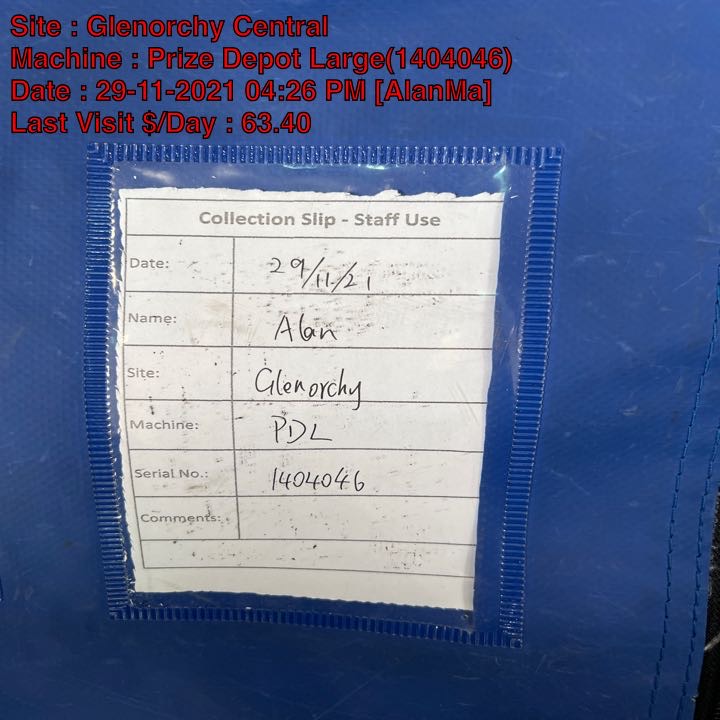 Site : Glenorchy Central
Machine : Prize Depot Large(1404046)
Date : 29-11-2021 04:26 PM [AlanMa]
Last Visit $/Day : 63.40
Collection Slip - Staff Use
Date: 29/11/21
Name: Alan
Site: Glenorchy
Machine: PDL
Serial No.: 1404046
Comments: